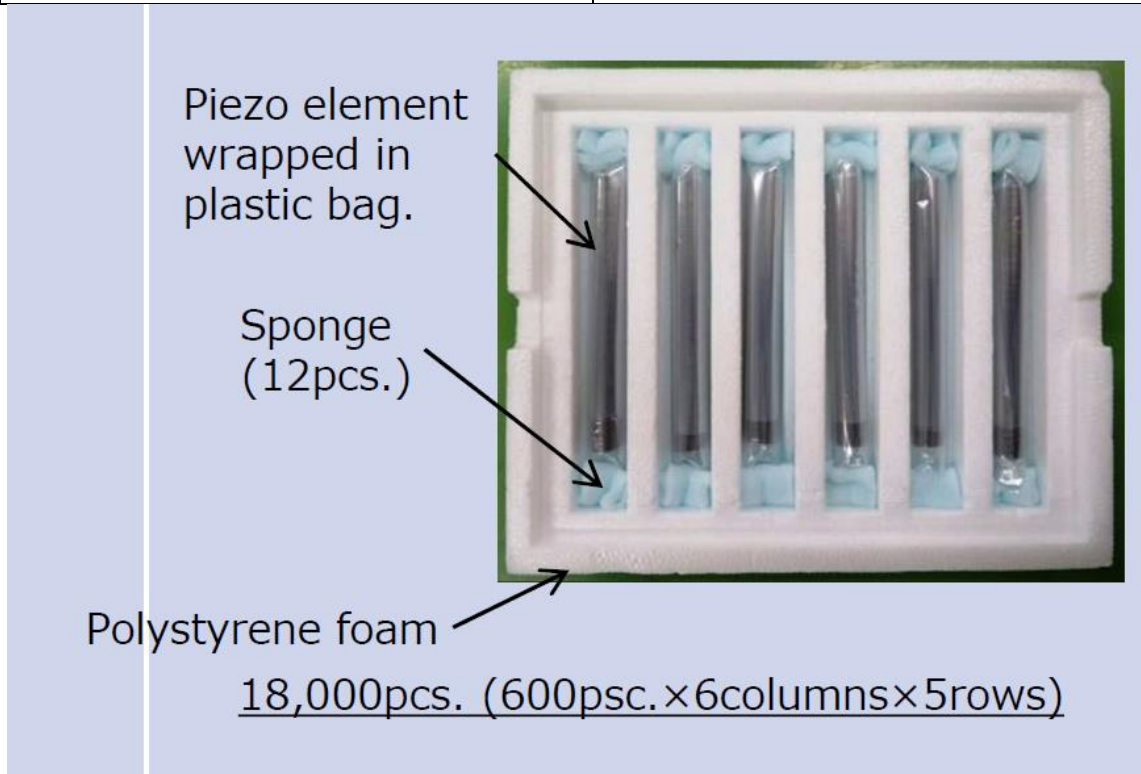 Piezo element
wrapped in
plastic bag.
Sponge
(12pcs.)
Polystyrene foam
18,000pcs. (600psc.×6columns×5rows)